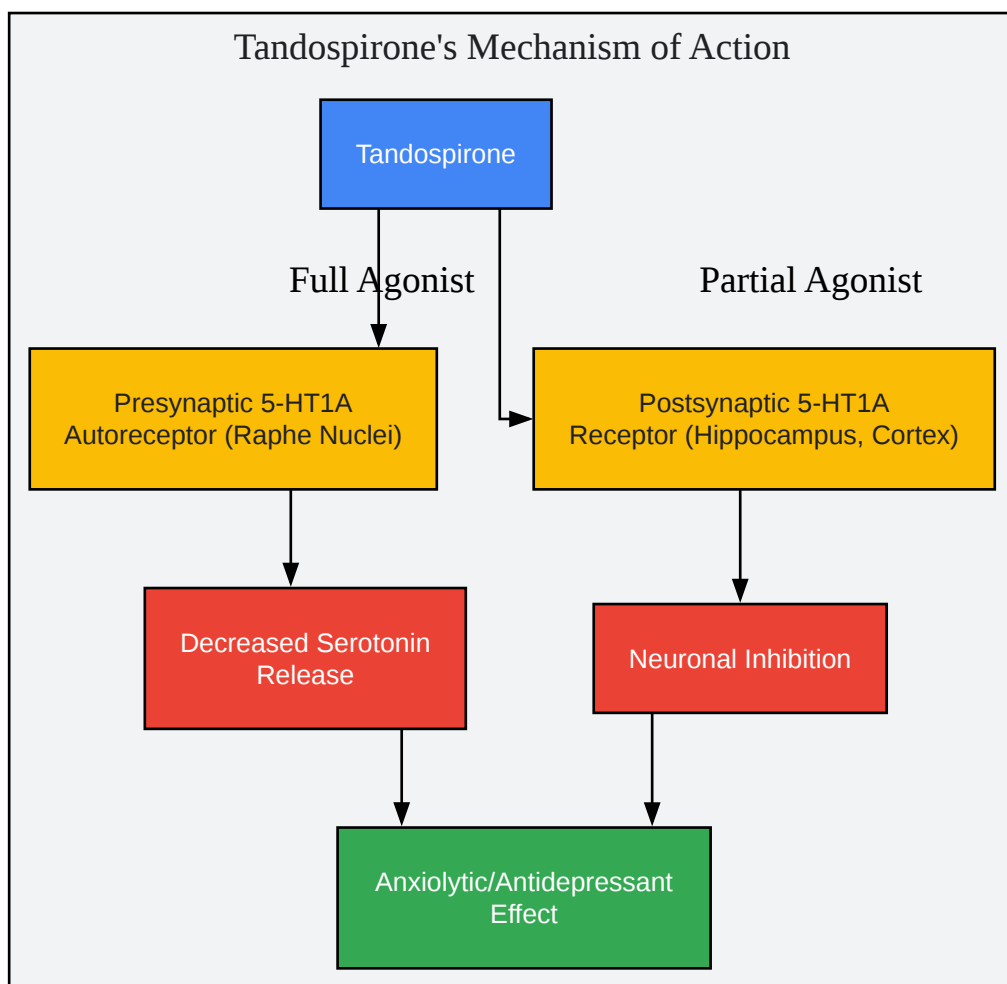 Tandospirone's Mechanism of Action
Tandospirone
Full Agonist
Partial Agonist
Presynaptic 5-HT1A
Autoreceptor (Raphe Nuclei)
Postsynaptic 5-HT1A
Receptor (Hippocampus, Cortex)
Decreased Serotonin
Release
Neuronal Inhibition
Anxiolytic/Antidepressant
Effect